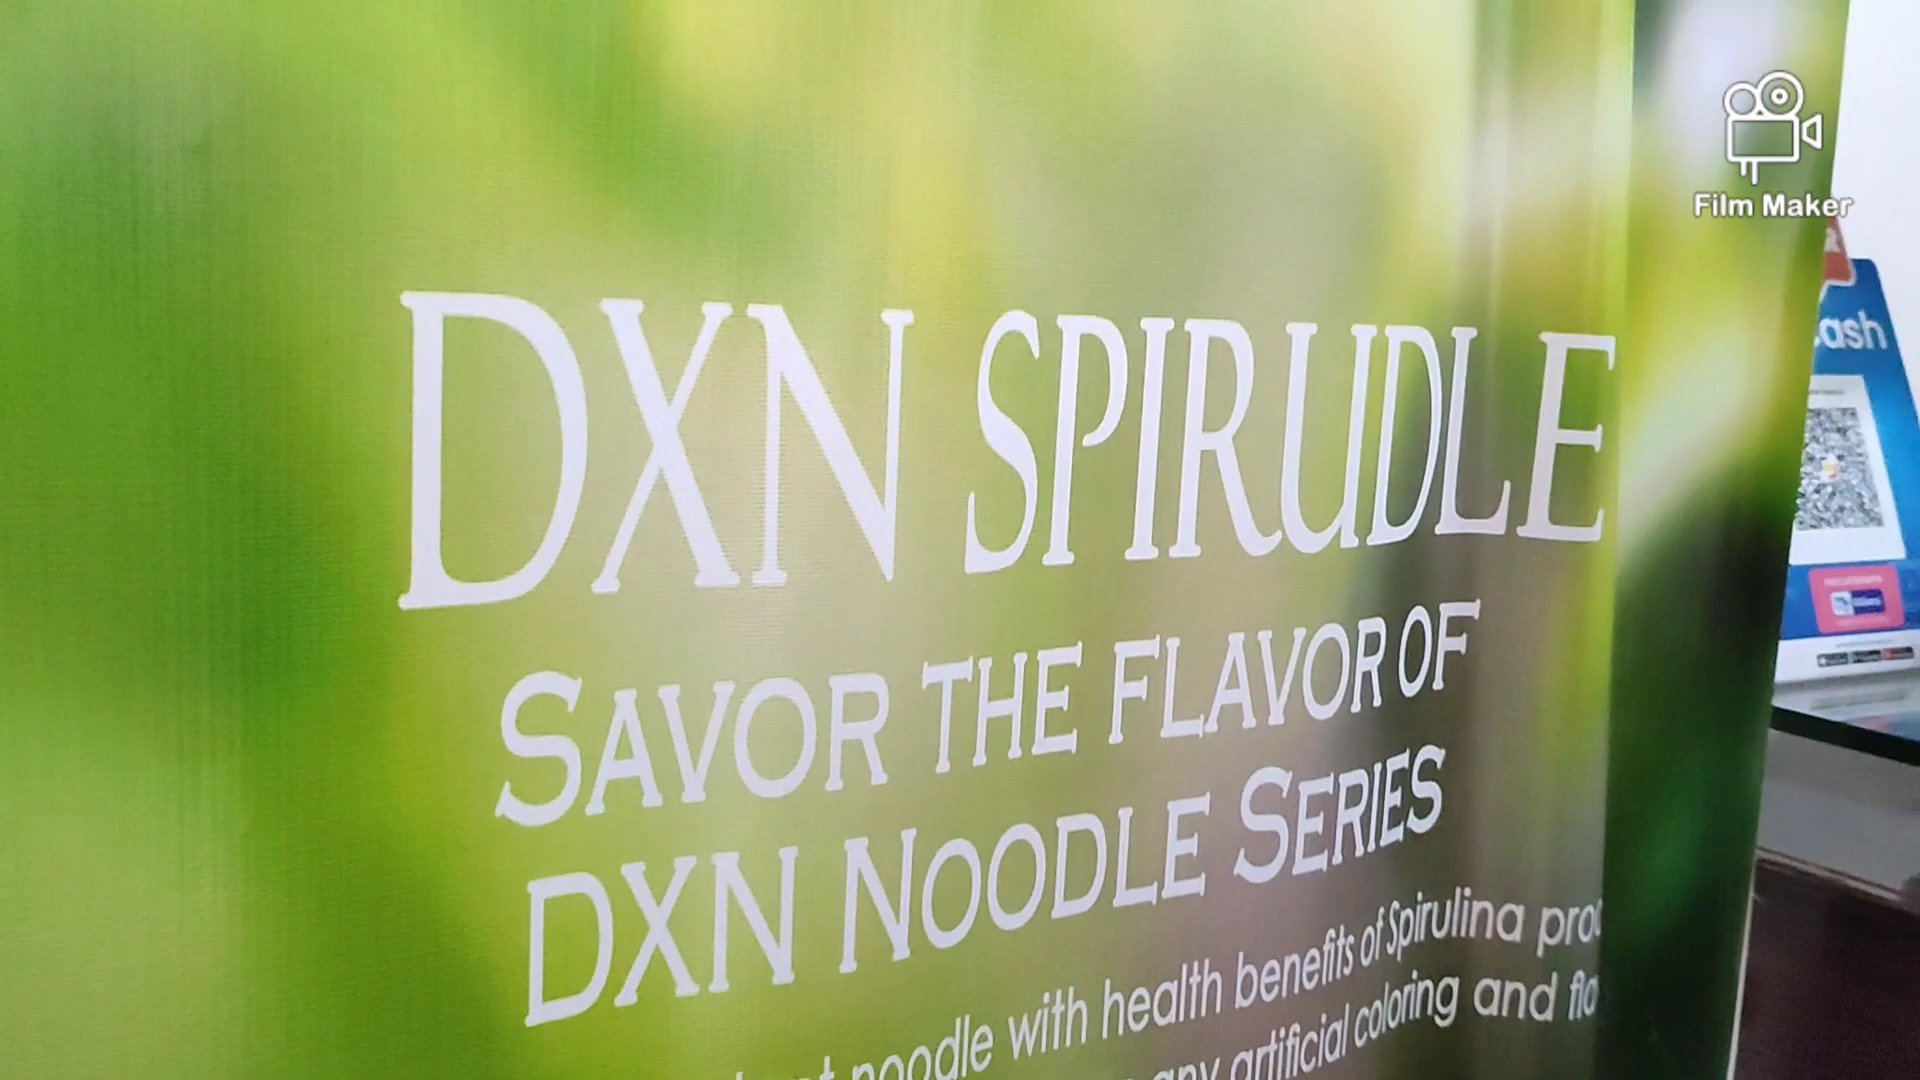 Film Maker
DXN SPIRUDLE
SAVOR THE FLAVOR OF
DXN NOODLE SERIES
noodle with health benefits of Spirulina
any artificial coloring and